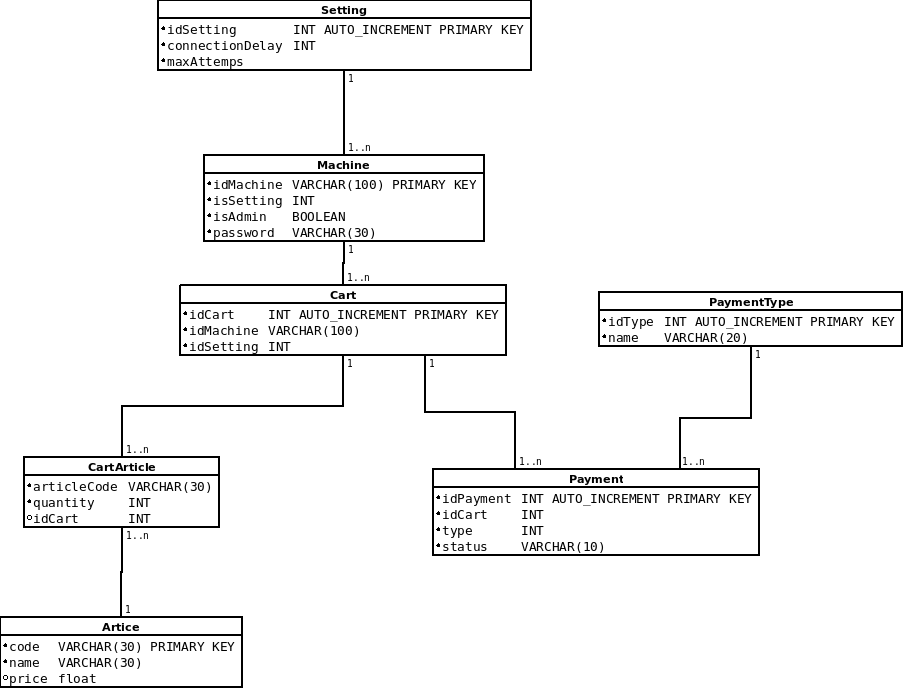 Setting
idSetting INT AUTO_INCREMENT PRIMARY KEY
connectionDelay INT
maxAttemps
1
1..n
Machine
idMachine VARCHAR(100) PRIMARY KEY
isSetting INT
isAdmin BOOLEAN
password VARCHAR(30)
1
1..n
Cart
idCart INT AUTO_INCREMENT PRIMARY KEY
idMachine VARCHAR(100)
idSetting INT
PaymentType
idType INT AUTO_INCREMENT PRIMARY KEY
name VARCHAR(20)
1
1
1
1..n
1..n
1..n
CartArticle
articleCode VARCHAR(30)
quantity INT
idCart INT
Payment
idPayment INT AUTO_INCREMENT PRIMARY KEY
idCart INT
type INT
status VARCHAR(10)
1..n
1
Artice
code VARCHAR(30) PRIMARY KEY
name VARCHAR(30)
price float